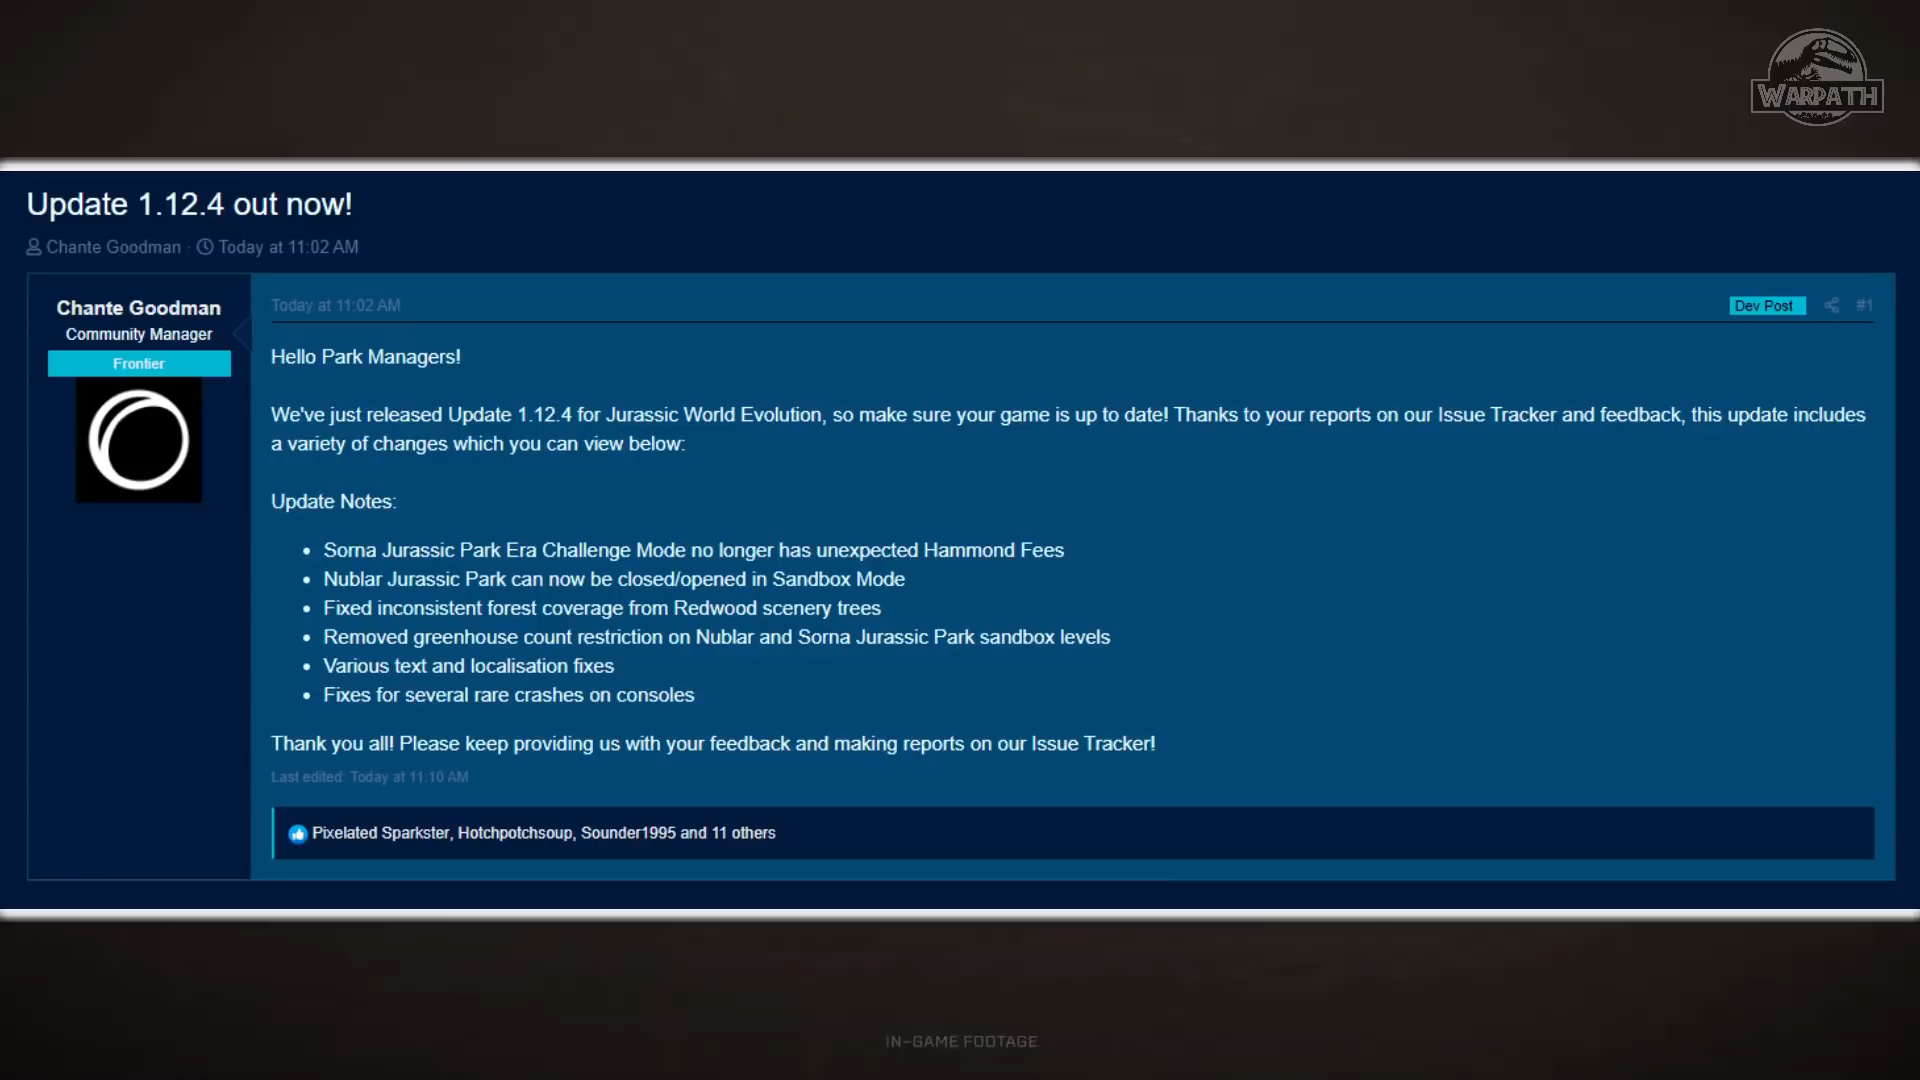 WARPATH
Update 1.12.4 out now!
Chante Goodman · Today at 11:02 AM
Chante Goodman
Community Manager
Frontier
Today at 11:02 AM
Dev Post
#1
Hello Park Managers!
We've just released Update 1.12.4 for Jurassic World Evolution, so make sure your game is up to date! Thanks to your reports on our Issue Tracker and feedback, this update includes
a variety of changes which you can view below:
Update Notes:
• Sorna Jurassic Park Era Challenge Mode no longer has unexpected Hammond Fees
• Nublar Jurassic Park can now be closed/opened in Sandbox Mode
• Fixed inconsistent forest coverage from Redwood scenery trees
• Removed greenhouse count restriction on Nublar and Sorna Jurassic Park sandbox levels
• Various text and localisation fixes
• Fixes for several rare crashes on consoles
Thank you all! Please keep providing us with your feedback and making reports on our Issue Tracker!
Last edited: Today at 11:10 AM
Pixelated Sparkster, Hotchpotchsoup, Sounder1995 and 11 others
IN-GAME FOOTAGE